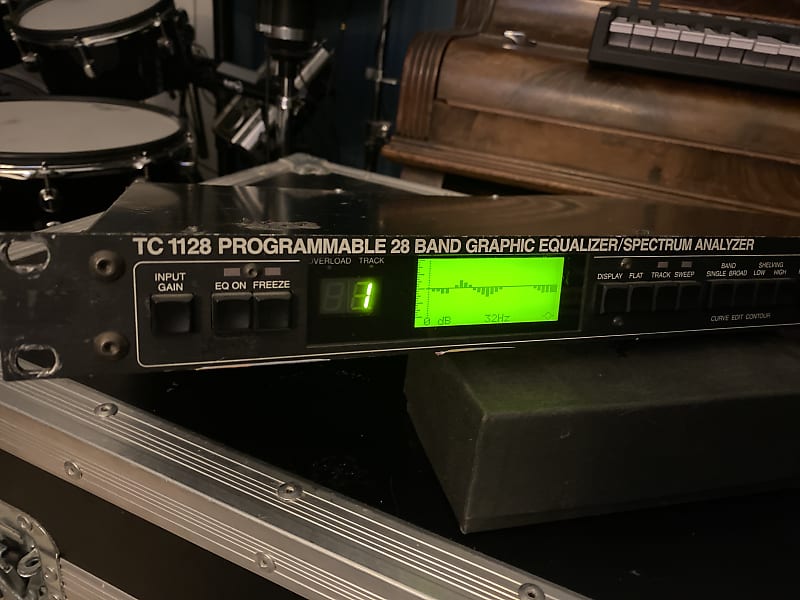 TC 1128 PROGRAMMABLE 28 BAND GRAPHIC EQUALIZER/SPECTRUM ANALYZER
INPUT GAIN
EQ ON FREEZE
OVERLOAD TRACK
1
0 dB 32Hz
DISPLAY FLAT TRACK SWEEP
BAND
SINGLE BROAD
SHELVING
LOW HIGH
CURVE EDIT CONTOUR